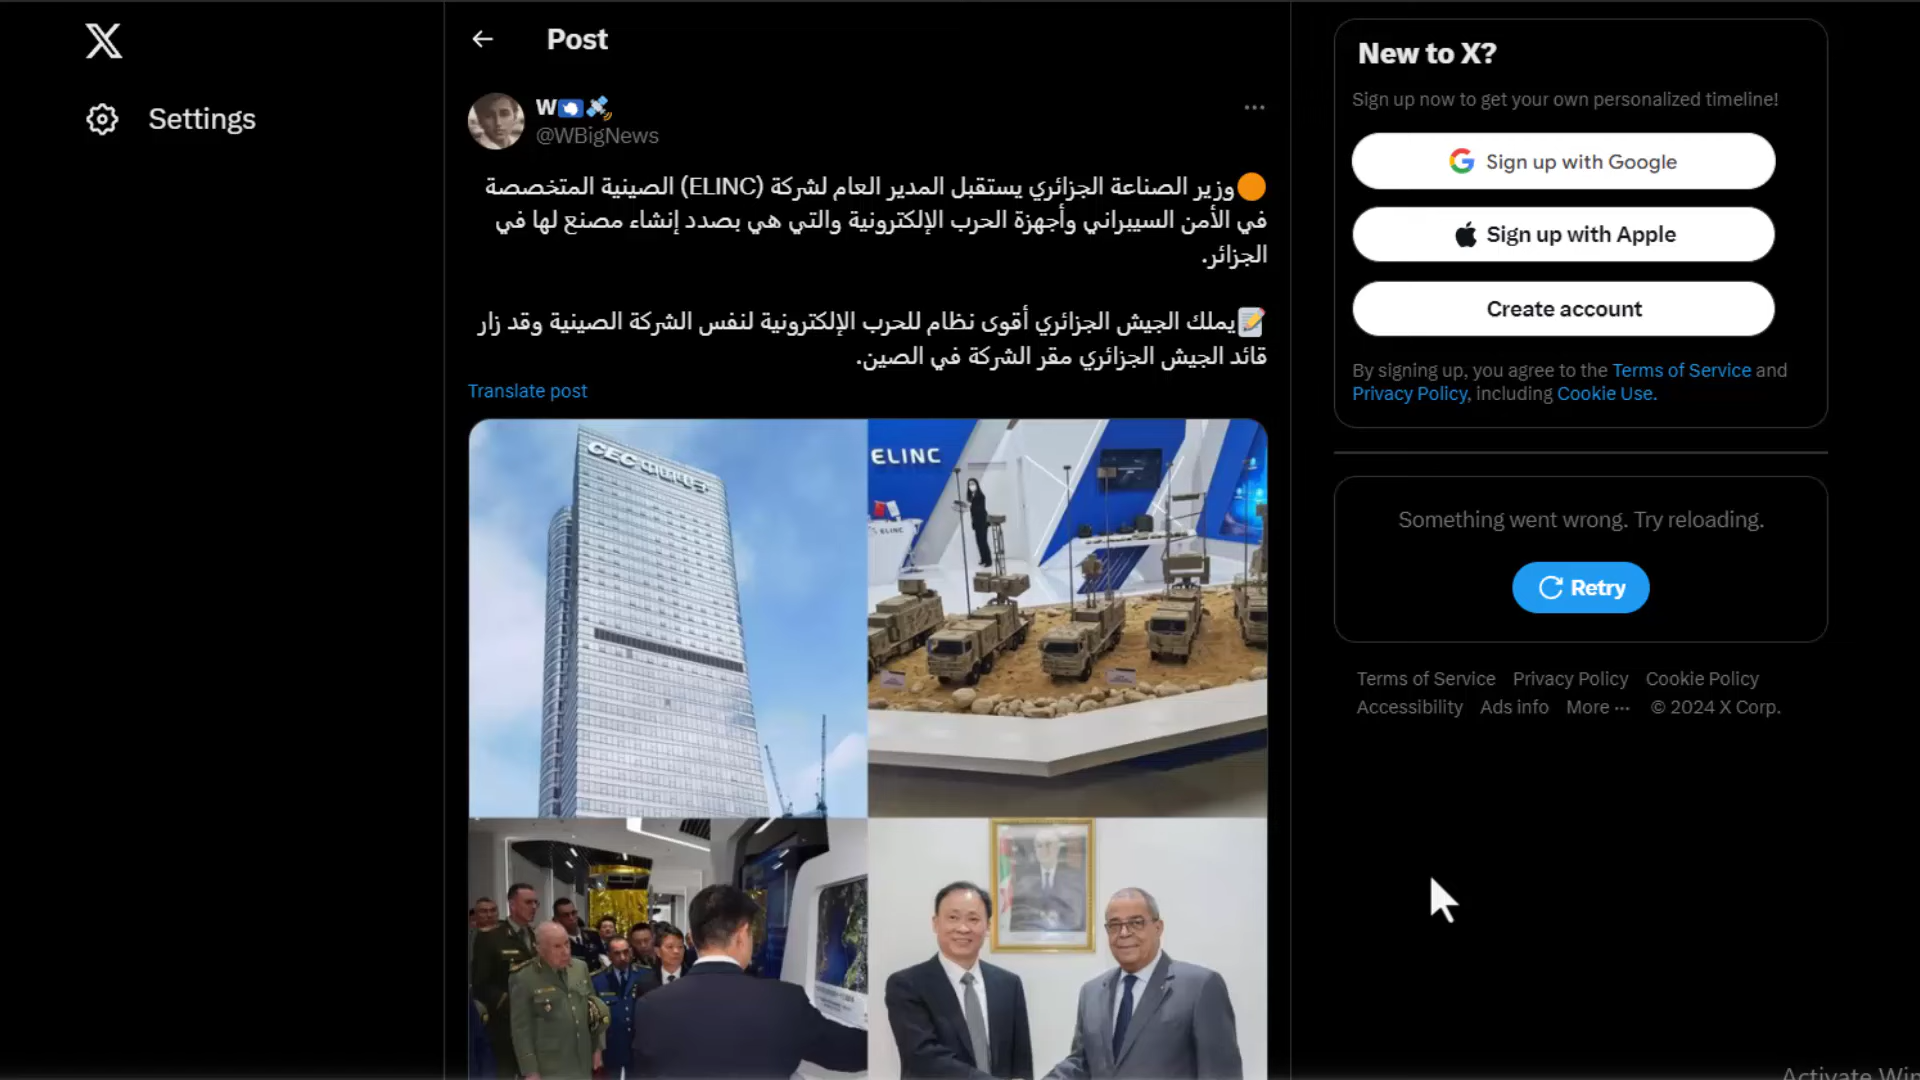 Post
Settings
W
@WBigNews
وزير الصناعة الجزائري يستقبل المدير العام لشركة (ELINC) الصينية المتخصصة
في الأمن السيبراني وأجهزة الحرب الإلكترونية والتي هي بصدد إنشاء مصنع لها في
الجزائر.
يملك الجيش الجزائري أقوى نظام للحرب الإلكترونية لنفس الشركة الصينية وقد زار
قائد الجيش الجزائري مقر الشركة في الصين.
Translate post
CEC 中国电子
ELINC
ELINC
New to X?
Sign up now to get your own personalized timeline!
Sign up with Google
Sign up with Apple
Create account
By signing up, you agree to the Terms of Service and
Privacy Policy, including Cookie Use.
Something went wrong. Try reloading.
Retry
Terms of Service Privacy Policy Cookie Policy
Accessibility Ads info More ··· © 2024 X Corp.